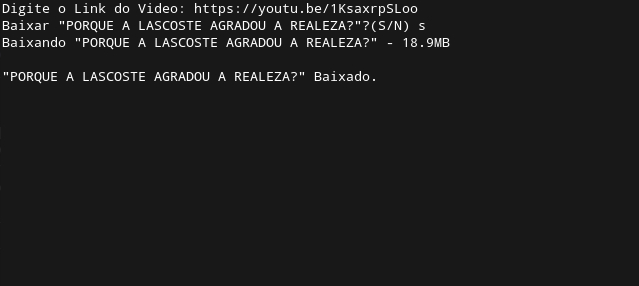 Digite o Link do Video: https://youtu.be/1KsaxrpSLoo
Baixar "PORQUE A LASCOSTE AGRADOU A REALEZA?"?(S/N) s
Baixando "PORQUE A LASCOSTE AGRADOU A REALEZA?" - 18.9MB
"PORQUE A LASCOSTE AGRADOU A REALEZA?" Baixado.